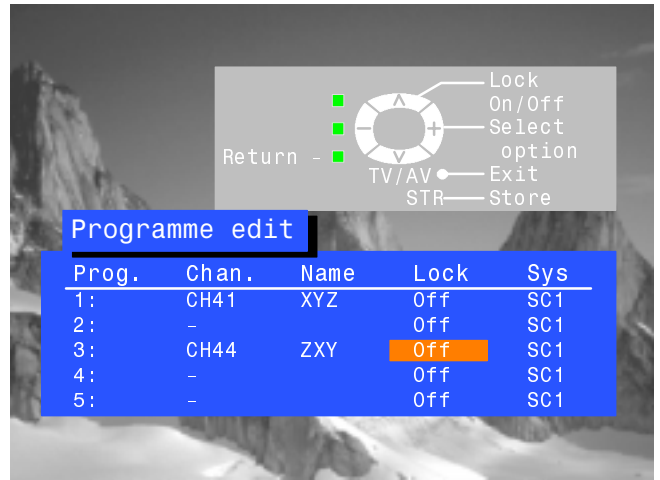 Lock
On/Off
Select
option
Return –
TV/AV Exit
STR Store
Programme edit
Prog. Chan. Name Lock Sys
1: CH41 XYZ Off SC1
2: – Off SC1
3: CH44 ZXY Off SC1
4: – Off SC1
5: – Off SC1